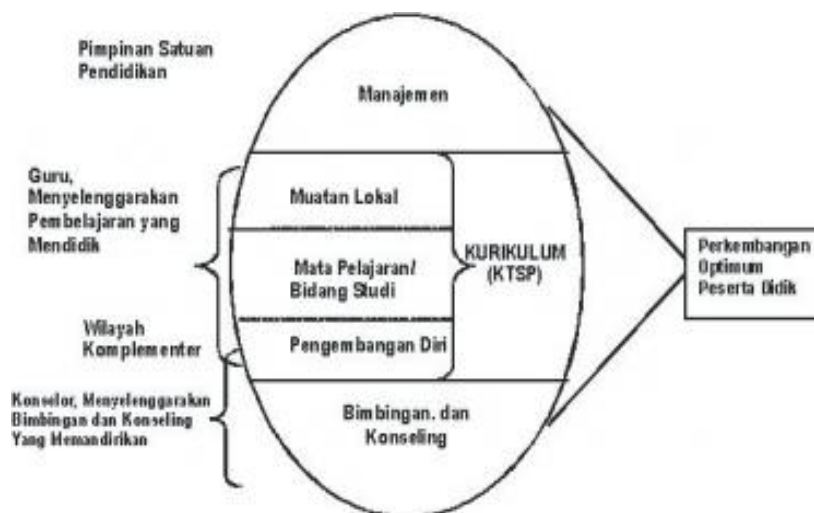 Pimpinan Satuan
Pendidikan
Manajemen
Guru,
Menyelenggarakan
Pembelajaran yang
Mendidik
Muatan Lokal
Mata Pelajaran/
Bidang Studi
KURIKULUM
(KTSP)
Perkembangan
Optimum
Peserta Didik
Wilayah
Komplementer
Pengembangan Diri
Konselor, Menyelenggarakan
Bimbingan dan Konseling
Yang Memandirikan
Bimbingan. dan
Konseling